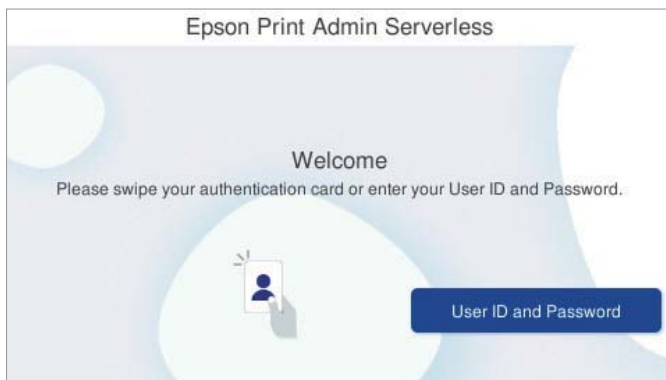 Epson Print Admin Serverless
Welcome
Please swipe your authentication card or enter your User ID and Password.
User ID and Password